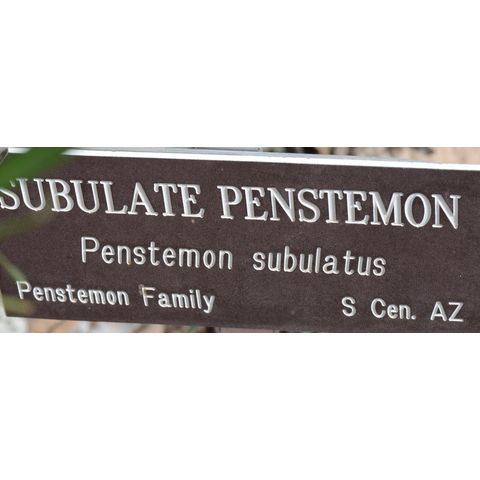 SUBULATE PENSTEMON
Penstemon subulatus
Penstemon Family S Cen. AZ